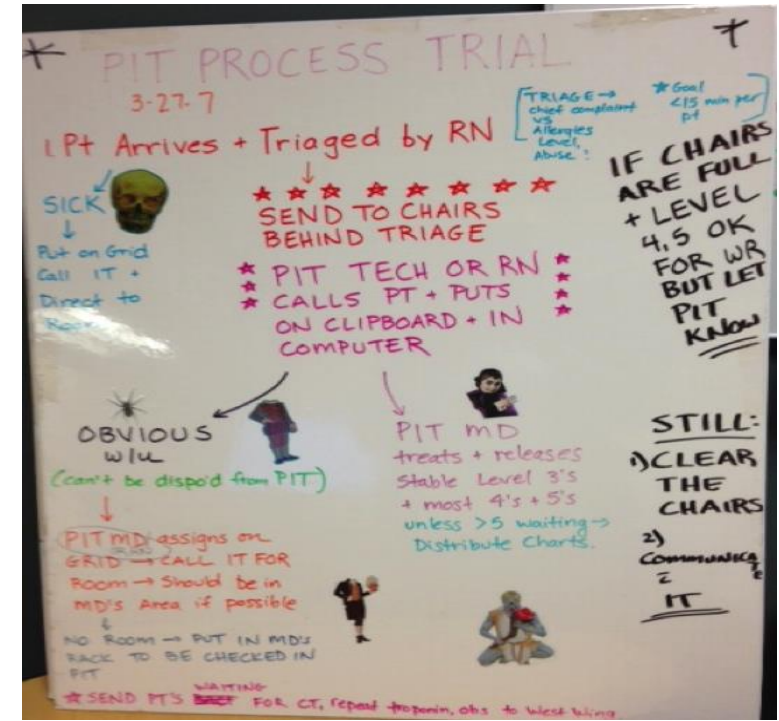 PIT PROCESS TRIAL
3-27-7
TRIAGE →
chief complaint
vs
Allergies
Level,
Abuse
☆ Goal
<15 min per
pt
1. Pt Arrives + Triaged by RN
SICK
↓
Put on Grid
Call IT +
Direct to
SEND TO CHAIRS
BEHIND TRIAGE
PIT TECH OR RN
CALLS PT + PUTS
ON CLIPBOARD + IN
COMPUTER
IF CHAIRS
ARE FULL
+ LEVEL
4,5 OK
FOR WR
BUT LET
PIT
KNOW
OBVIOUS
W/U
(can't be dispo'd from PIT)
↓
PIT MD assigns on
GRID → CALL IT FOR
Room → Should be in
MD's Area if possible
↓
NO Room → PUT IN MD's
RACK TO BE CHECKED IN
PIT
PIT MD
treats + releases
Stable Level 3's
+ most 4's + 5's
unless >5 waiting →
Distribute Charts.
STILL:
1) CLEAR
THE
CHAIRS
2)
COMMUNICATE
IT
WAITING
☆ SEND PT'S FOR CT, repeat troponin, obs to West Wing